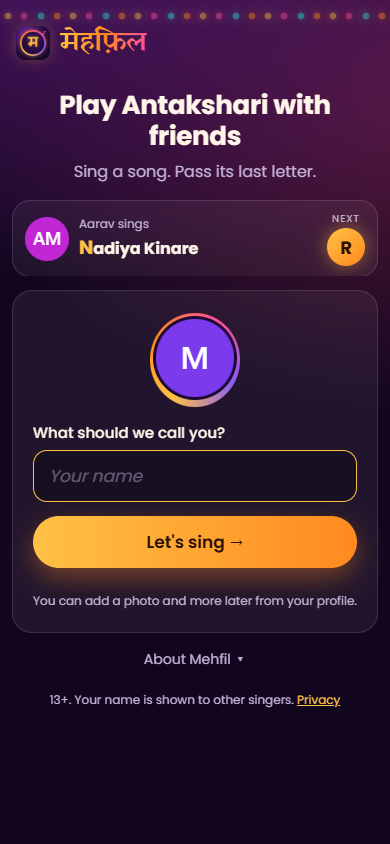 म मेहफ़िल
Play Antakshari with
friends
Sing a song. Pass its last letter.
AM
Aarav sings
Nadiya Kinare
NEXT
R
M
What should we call you?
Your name
Let's sing →
You can add a photo and more later from your profile.
About Mehfil ▾
13+. Your name is shown to other singers. Privacy